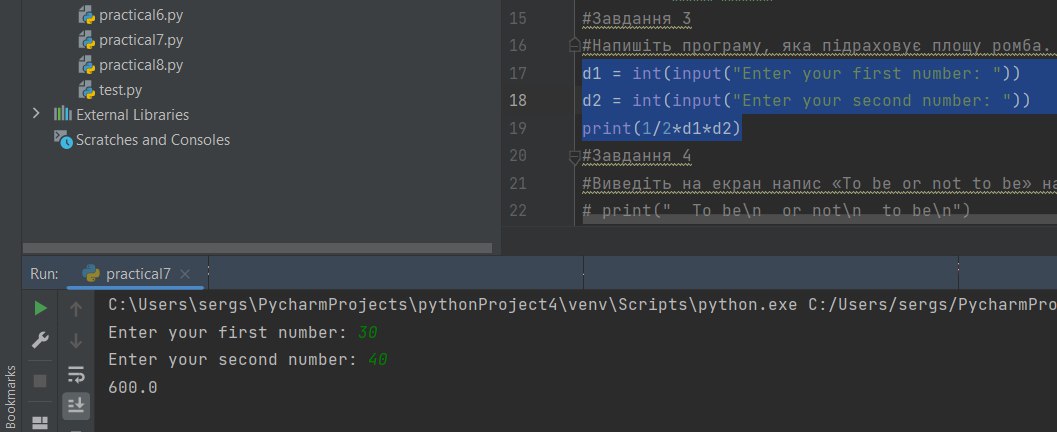 practical6.py
practical7.py
practical8.py
test.py
External Libraries
Scratches and Consoles
15 #Завдання 3
16 #Напишіть програму, яка підраховує площу ромба.
17 d1 = int(input("Enter your first number: "))
18 d2 = int(input("Enter your second number: "))
19 print(1/2*d1*d2)
20 #Завдання 4
21 #Виведіть на екран напис «To be or not to be» на
22 # print("  To be\n  or not\n  to be\n")
Run: practical7
C:\Users\sergs\PycharmProjects\pythonProject4\venv\Scripts\python.exe C:/Users/sergs/PycharmPro
Enter your first number: 30
Enter your second number: 40
600.0
Bookmarks